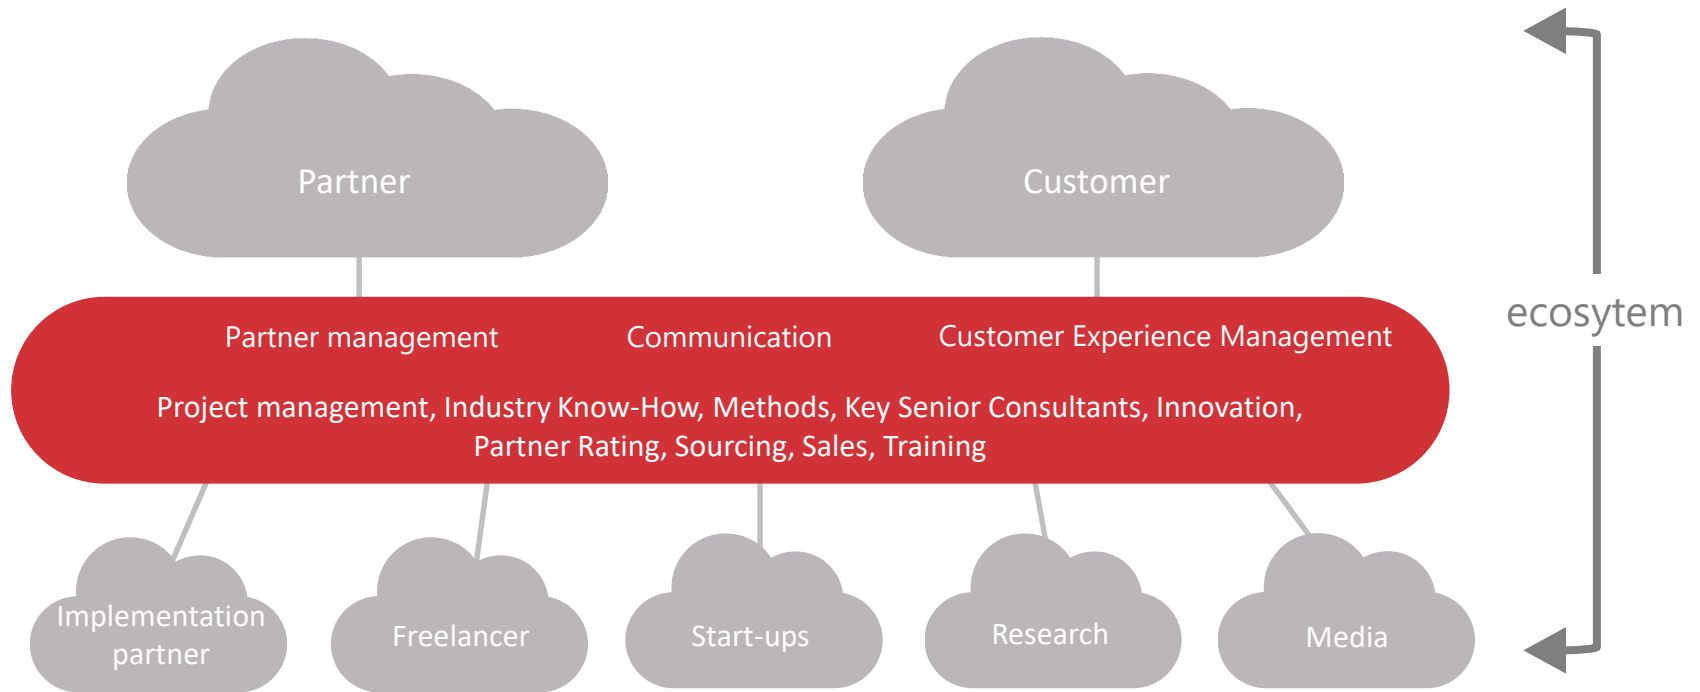 Partner
Customer
Partner management
Communication
Customer Experience Management
ecosytem
Project management, Industry Know-How, Methods, Key Senior Consultants, Innovation,
Partner Rating, Sourcing, Sales, Training
Implementation
partner
Freelancer
Start-ups
Research
Media